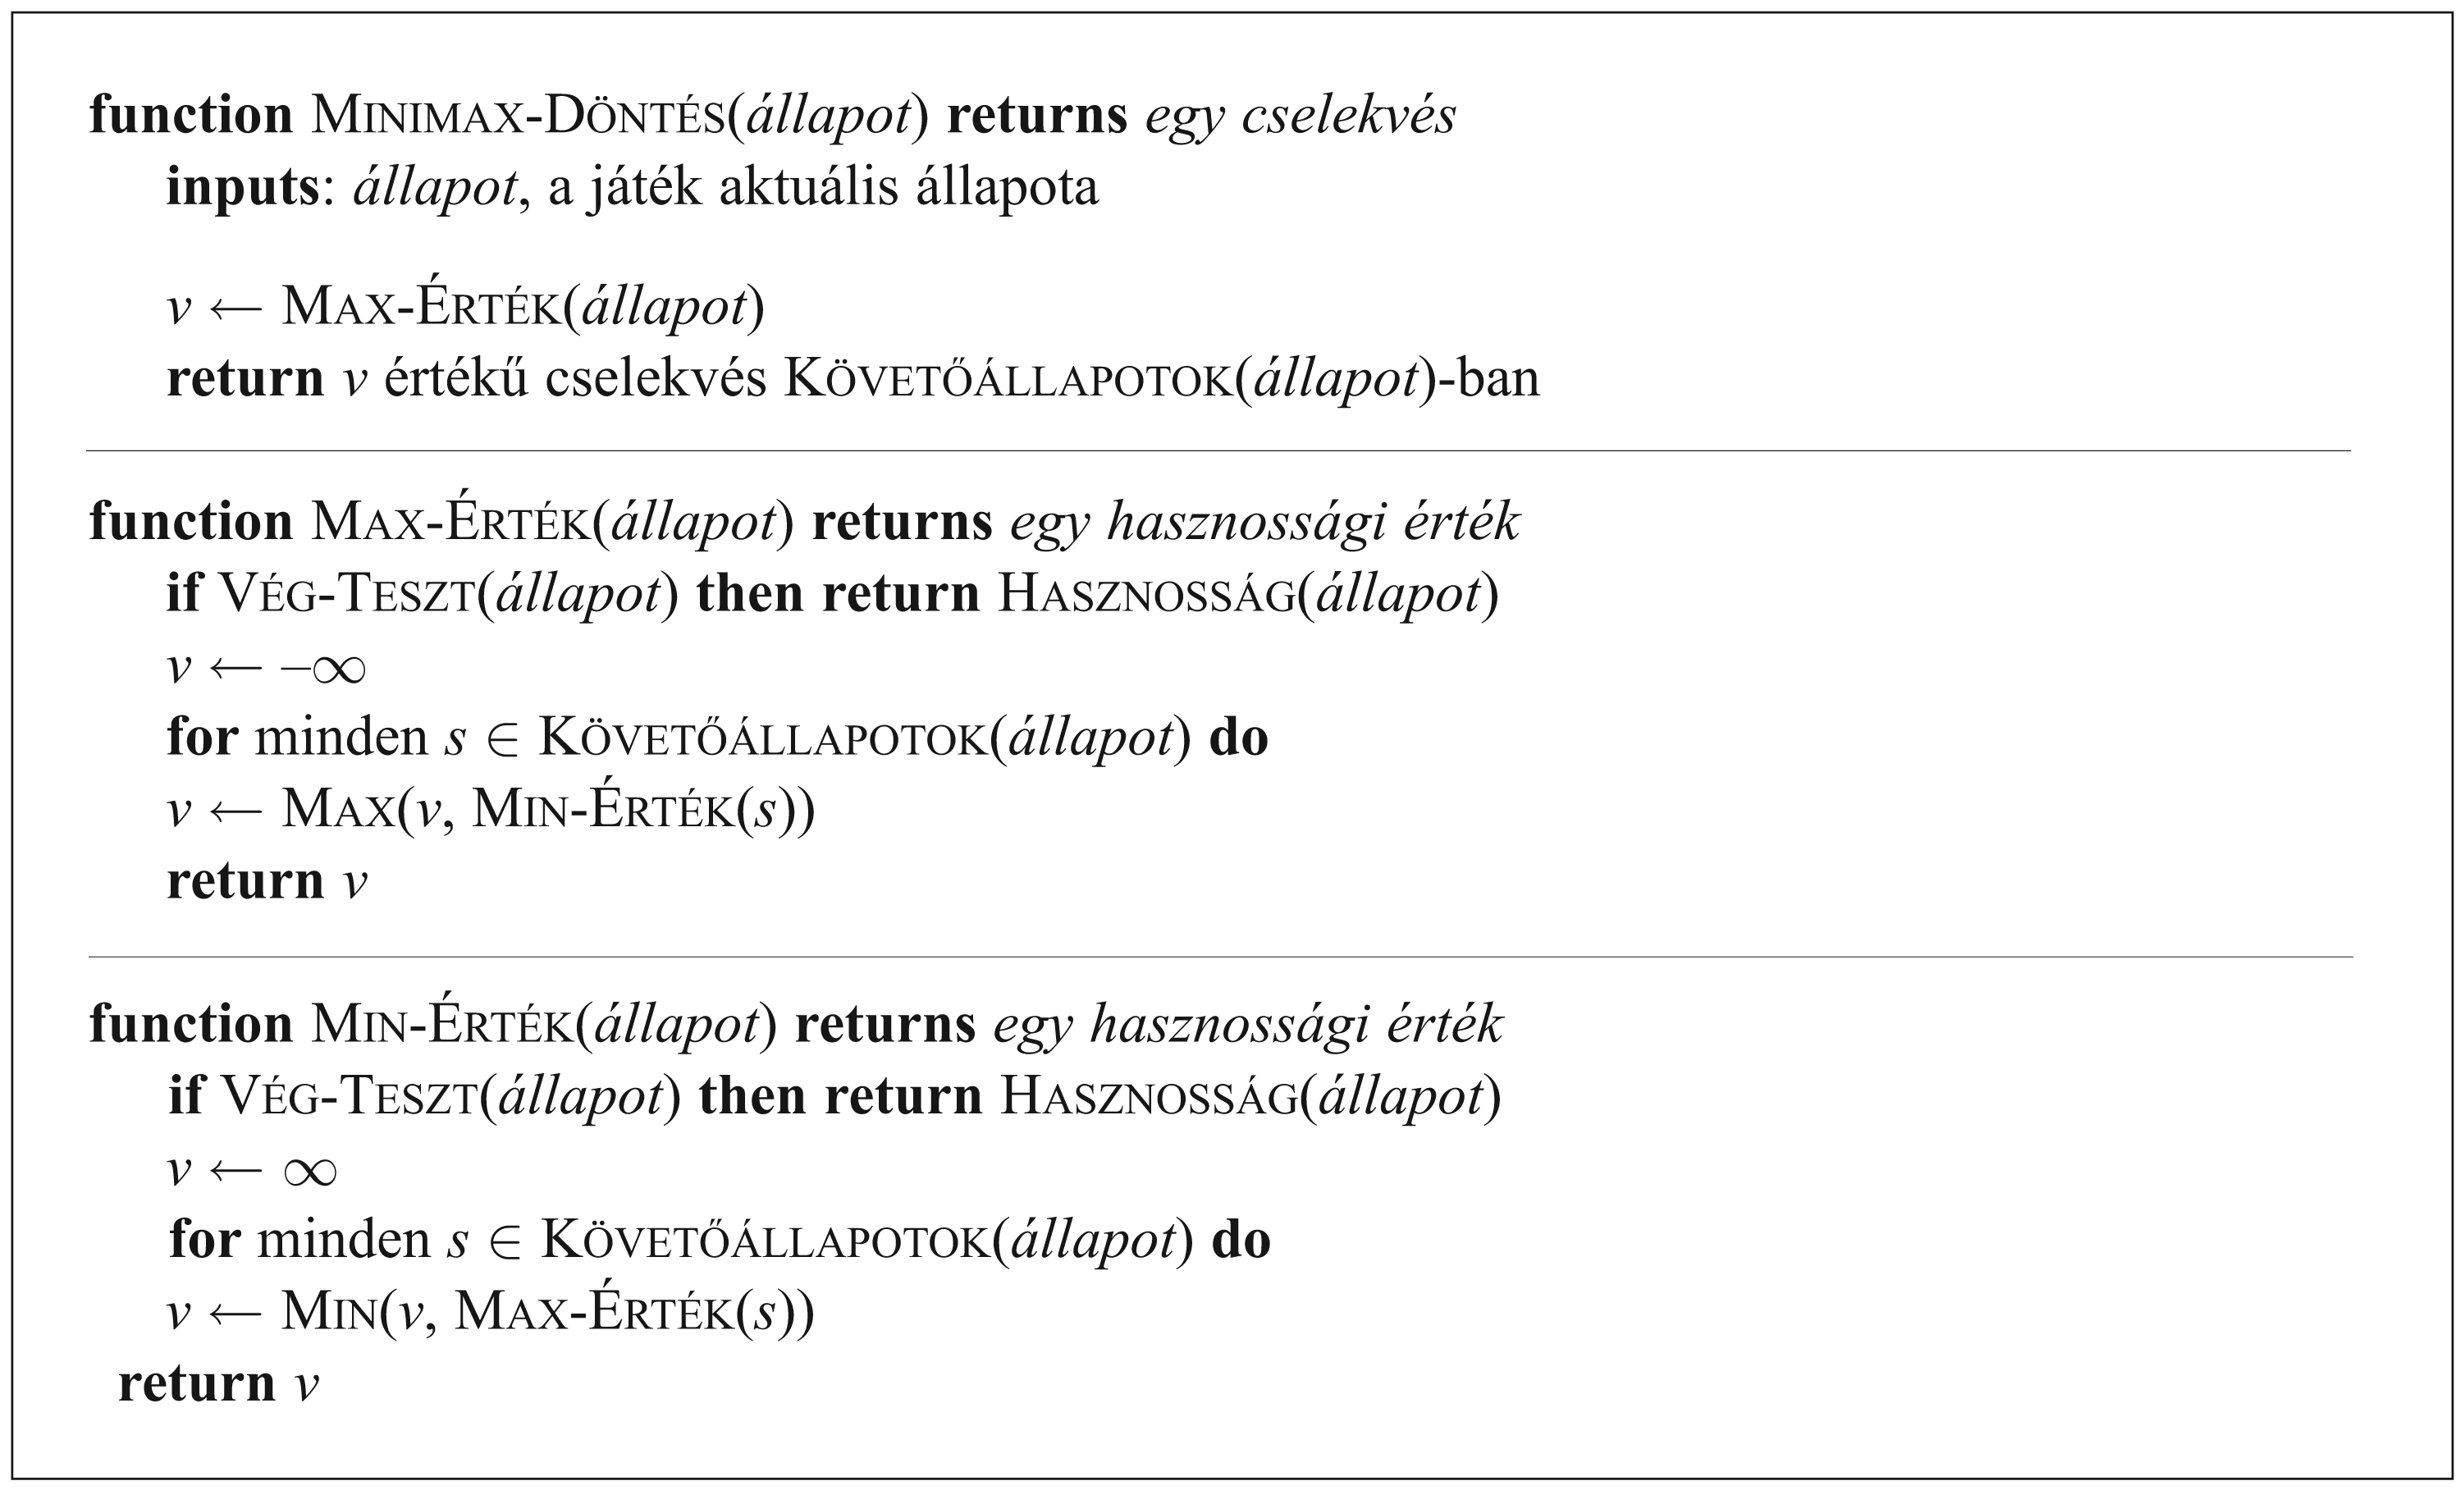 function MINIMAX-DÖNTÉS(állapot) returns egy cselekvés
inputs: állapot, a játék aktuális állapota
v ← MAX-ÉRTÉK(állapot)
return v értékű cselekvés KÖVETŐÁLLAPOTOK(állapot)-ban
function MAX-ÉRTÉK(állapot) returns egy hasznossági érték
if VÉG-TESZT(állapot) then return HASZNOSSÁG(állapot)
v ← –∞
for minden s ∈ KÖVETŐÁLLAPOTOK(állapot) do
v ← MAX(v, MIN-ÉRTÉK(s))
return v
function MIN-ÉRTÉK(állapot) returns egy hasznossági érték
if VÉG-TESZT(állapot) then return HASZNOSSÁG(állapot)
v ← ∞
for minden s ∈ KÖVETŐÁLLAPOTOK(állapot) do
v ← MIN(v, MAX-ÉRTÉK(s))
return v